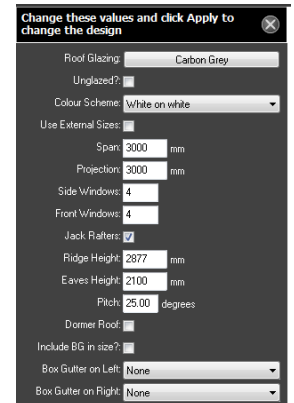 Change these values and click Apply to
change the design
Roof Glazing: Carbon Grey
Unglazed?:
Colour Scheme: White on white
Use External Sizes:
Span: 3000 mm
Projection: 3000 mm
Side Windows: 4
Front Windows: 4
Jack Rafters:
Ridge Height: 2877 mm
Eaves Height: 2100 mm
Pitch: 25.00 degrees
Dormer Roof:
Include BG in size?:
Box Gutter on Left: None
Box Gutter on Right: None